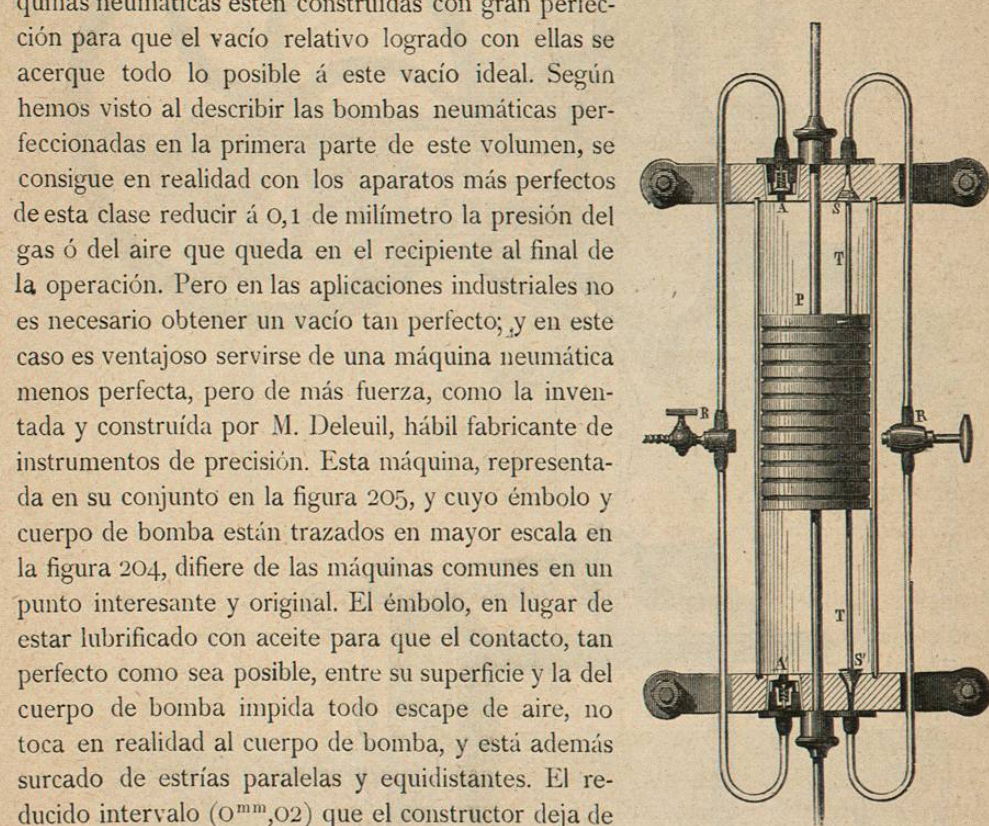 quinas neumáticas estén construídas con gran perfec-
ción para que el vacío relativo logrado con ellas se
acerque todo lo posible á este vacío ideal. Según
hemos visto al describir las bombas neumáticas per-
feccionadas en la primera parte de este volumen, se
consigue en realidad con los aparatos más perfectos
de esta clase reducir á 0,1 de milímetro la presión del
gas ó del aire que queda en el recipiente al final de
la operación. Pero en las aplicaciones industriales no
es necesario obtener un vacío tan perfecto; y en este
caso es ventajoso servirse de una máquina neumática
menos perfecta, pero de más fuerza, como la inven-
tada y construída por M. Deleuil, hábil fabricante de
instrumentos de precisión. Esta máquina, representa-
da en su conjunto en la figura 205, y cuyo émbolo y
cuerpo de bomba están trazados en mayor escala en
la figura 204, difiere de las máquinas comunes en un
punto interesante y original. El émbolo, en lugar de
estar lubrificado con aceite para que el contacto, tan
perfecto como sea posible, entre su superficie y la del
cuerpo de bomba impida todo escape de aire, no
toca en realidad al cuerpo de bomba, y está además
surcado de estrías paralelas y equidistantes. El re-
ducido intervalo (0ᵐᵐ,02) que el constructor deja de
A S
T
P
R R
T
A' S'